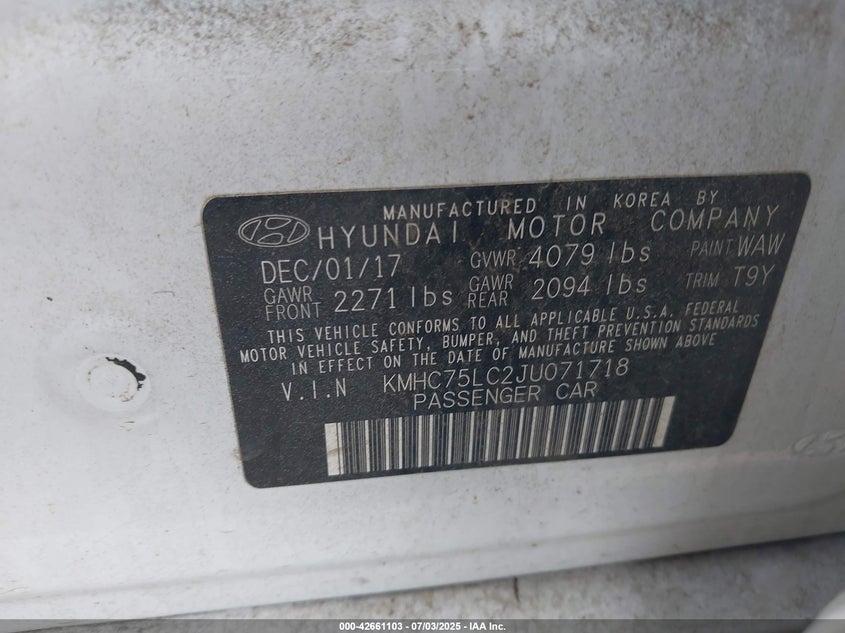 MANUFACTURED IN KOREA BY
HYUNDAI MOTOR COMPANY
DEC/01/17 GVWR 4079 lbs PAINT WAW
GAWR FRONT 2271 lbs GAWR REAR 2094 lbs TRIM T9Y
THIS VEHICLE CONFORMS TO ALL APPLICABLE U.S.A. FEDERAL
MOTOR VEHICLE SAFETY, BUMPER, AND THEFT PREVENTION STANDARDS
IN EFFECT ON THE DATE OF MANUFACTURE SHOWN ABOVE
V.I.N KMHC75LC2JU071718
PASSENGER CAR
000-42661103 - 07/03/2025 - IAA Inc.